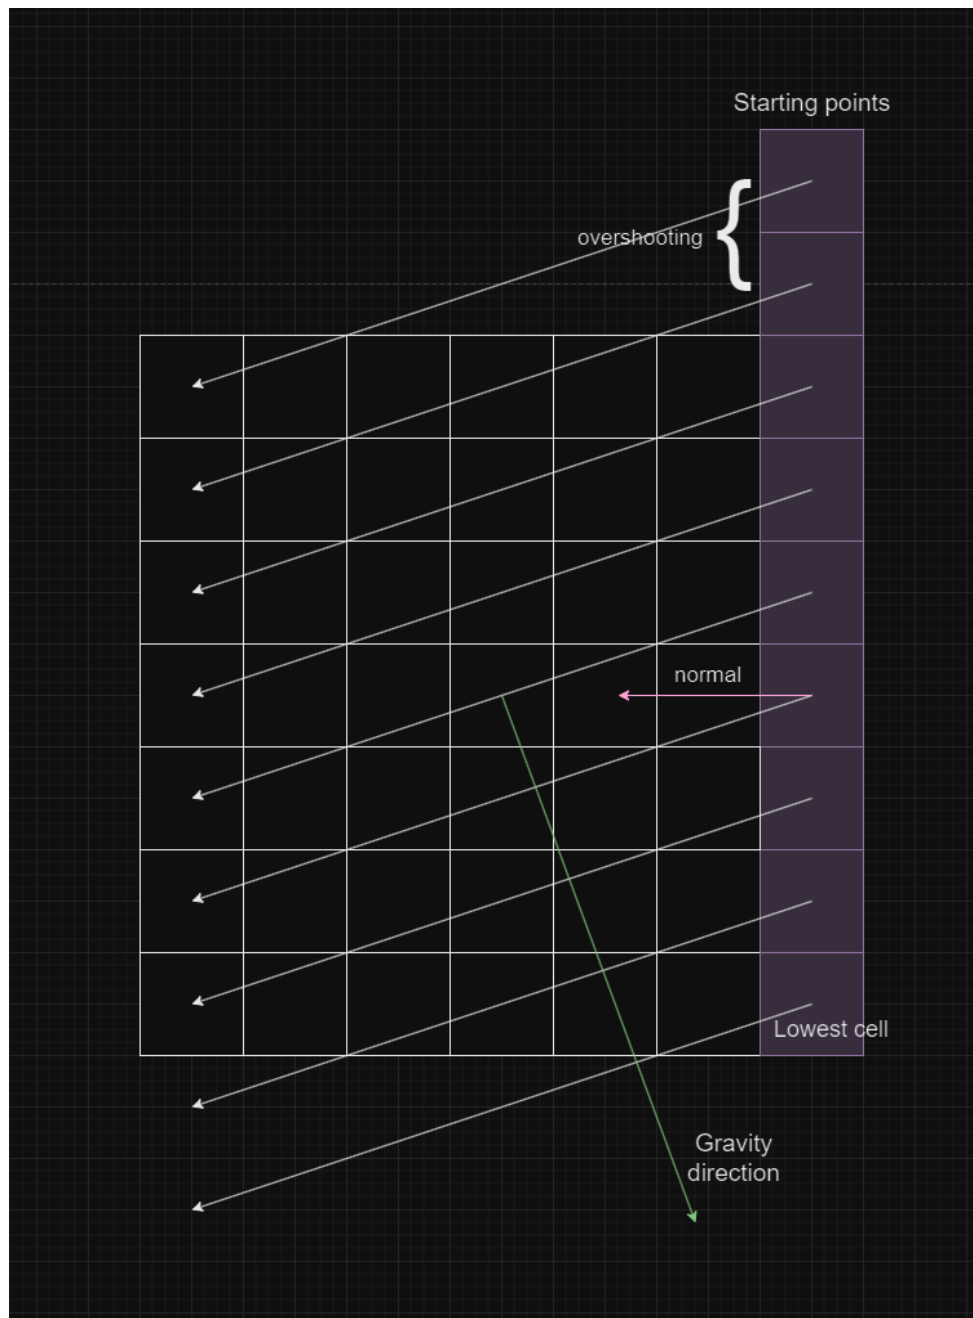 Starting points
overshooting
normal
Lowest cell
Gravity
direction